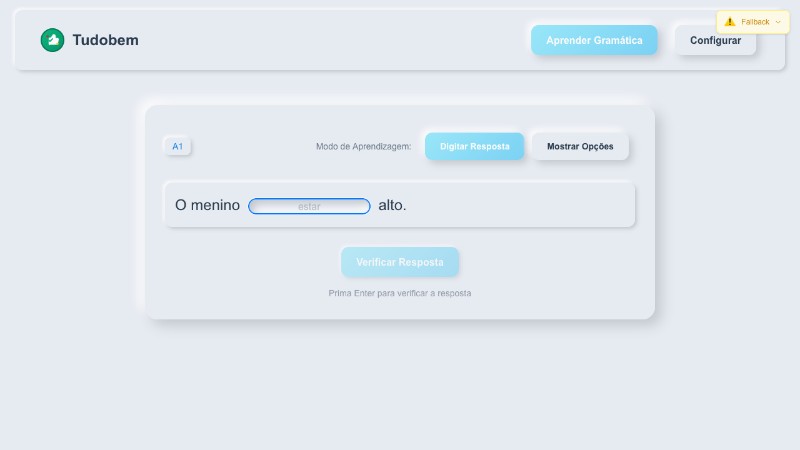 Fallback
Tudobem
Aprender Gramática
Configurar
A1
Modo de Aprendizagem:
Digitar Resposta
Mostrar Opções
O menino estar alto.
Verificar Resposta
Prima Enter para verificar a resposta